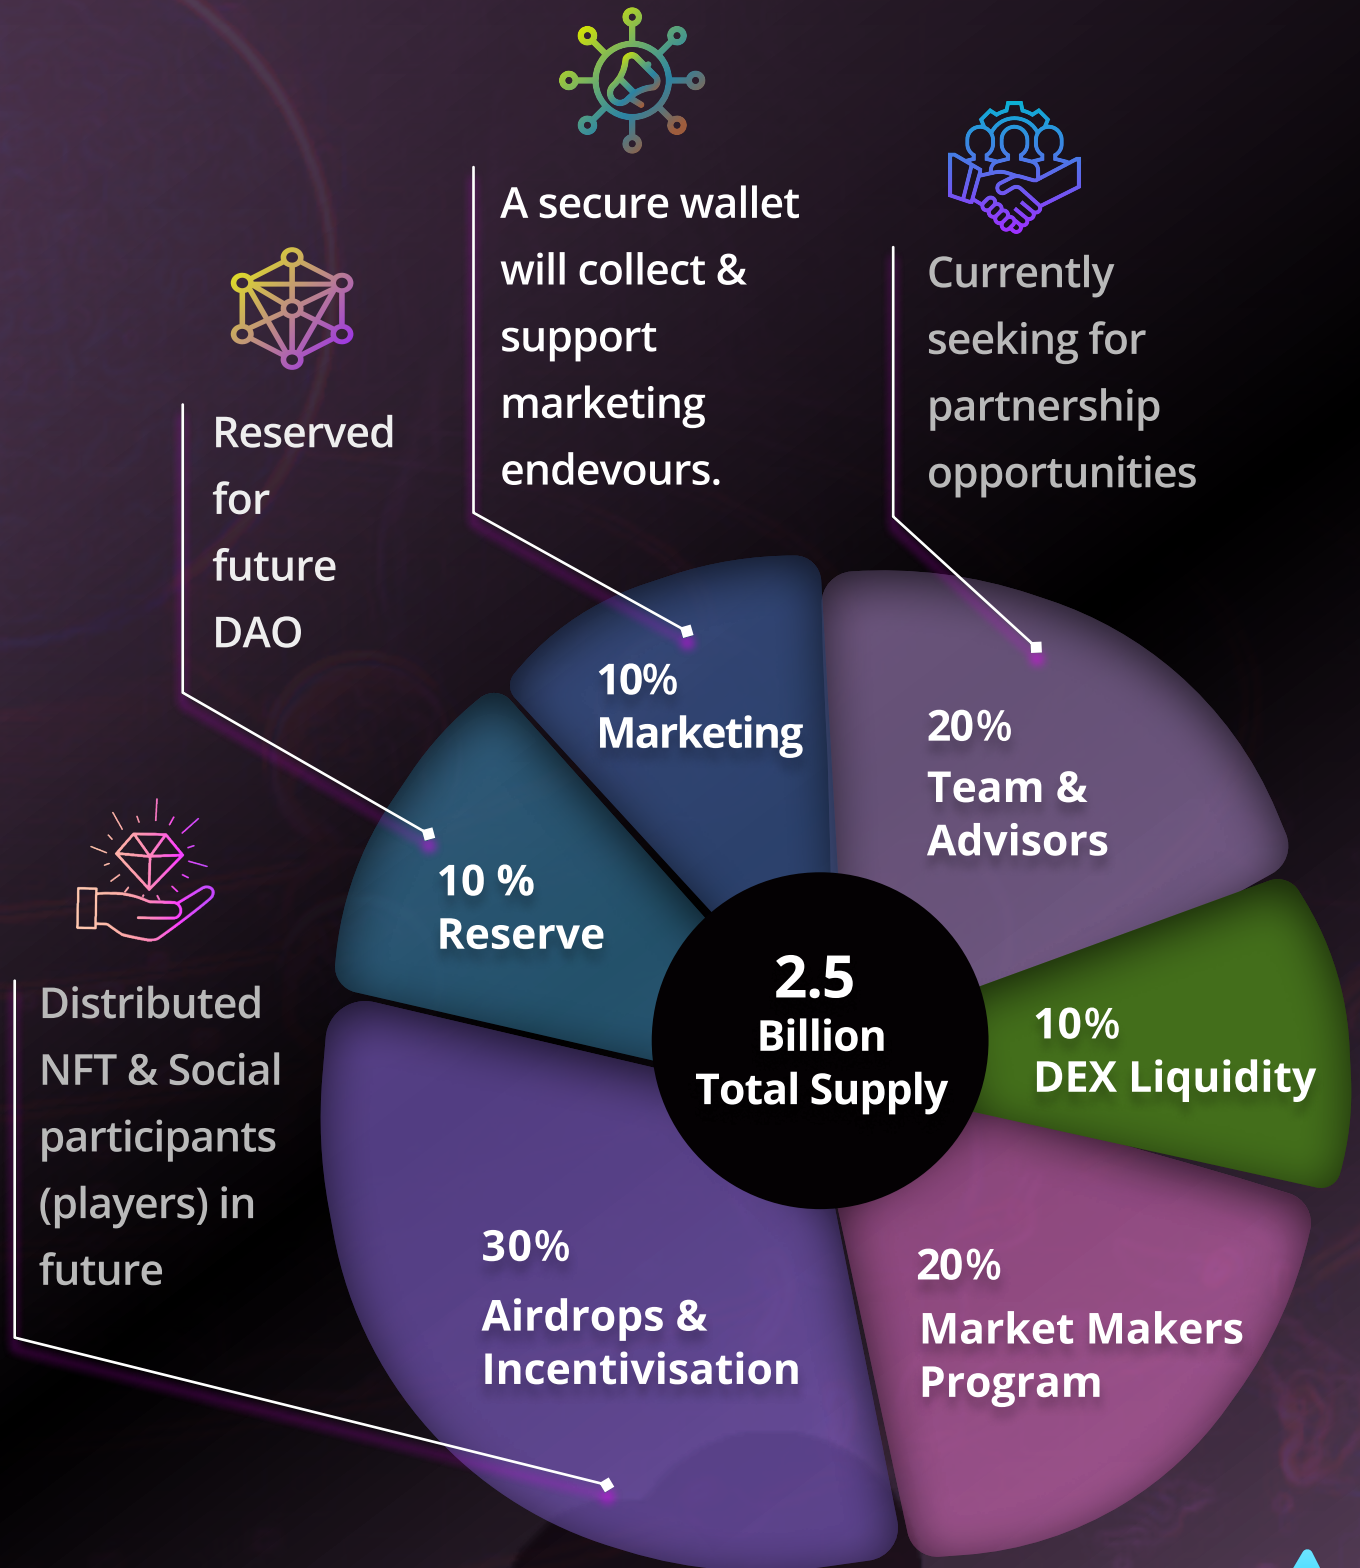 A secure wallet
will collect &
support
marketing
endevours.
Currently
seeking for
partnership
opportunities
Reserved
for
future
DAO
10%
Marketing
20%
Team &
Advisors
10 %
Reserve
2.5
Billion
Total Supply
10%
DEX Liquidity
Distributed
NFT & Social
participants
(players) in
future
30%
Airdrops &
Incentivisation
20%
Market Makers
Program